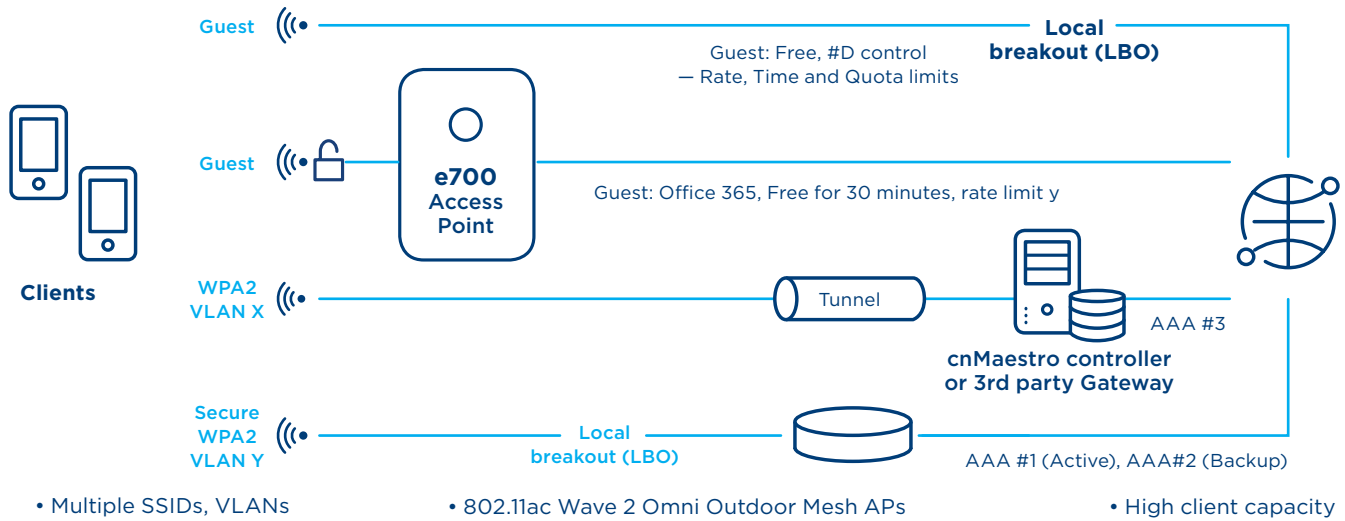 Guest
Local
breakout (LBO)
Guest: Free, #D control
— Rate, Time and Quota limits
Guest
e700
Access
Point
Guest: Office 365, Free for 30 minutes, rate limit y
Clients
WPA2
VLAN X
Tunnel
AAA #3
cnMaestro controller
or 3rd party Gateway
Secure
WPA2
VLAN Y
Local
breakout (LBO)
AAA #1 (Active), AAA#2 (Backup)
• Multiple SSIDs, VLANs
• 802.11ac Wave 2 Omni Outdoor Mesh APs
• High client capacity